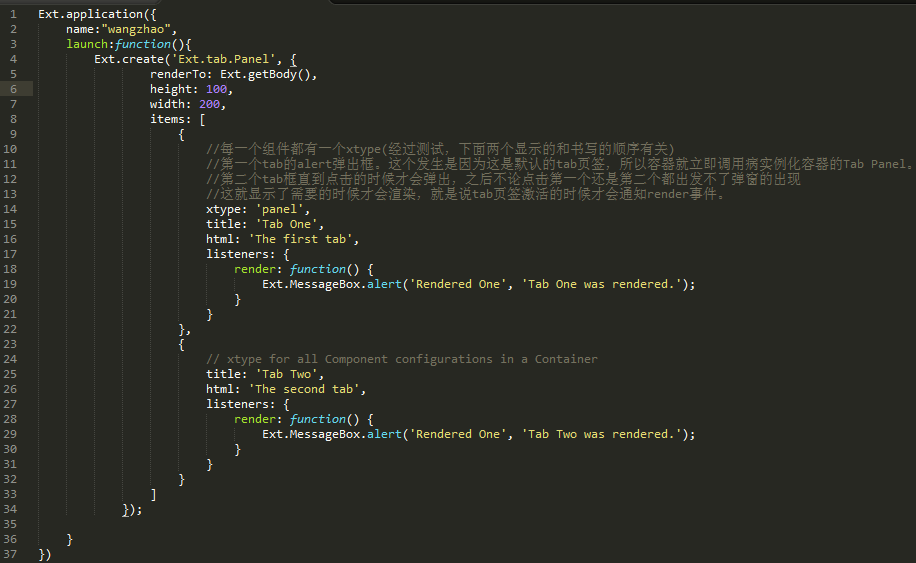 1 Ext.application({
2     name:"wangzhao",
3     launch:function(){
4         Ext.create('Ext.tab.Panel', {
5                 renderTo: Ext.getBody(),
6                 height: 100,
7                 width: 200,
8                 items: [
9                     {
10                         //每一个组件都有一个xtype(经过测试，下面两个显示的和书写的顺序有关)
11                         //第一个tab的alert弹出框。这个发生是因为这是默认的tab页签，所以容器就立即调用病实例化容器的Tab Panel。
12                         //第二个tab框直到点击的时候才会弹出，之后不论点击第一个还是第二个都出发不了弹窗的出现
13                         //这就显示了需要的时候才会渲染，就是说tab页签激活的时候才会通知render事件。
14                         xtype: 'panel',
15                         title: 'Tab One',
16                         html: 'The first tab',
17                         listeners: {
18                             render: function() {
19                                 Ext.MessageBox.alert('Rendered One', 'Tab One was rendered.');
20                             }
21                         }
22                     },
23                     {
24                         // xtype for all Component configurations in a Container
25                         title: 'Tab Two',
26                         html: 'The second tab',
27                         listeners: {
28                             render: function() {
29                                 Ext.MessageBox.alert('Rendered One', 'Tab Two was rendered.');
30                             }
31                         }
32                     }
33                 ]
34             });
35
36     }
37 })